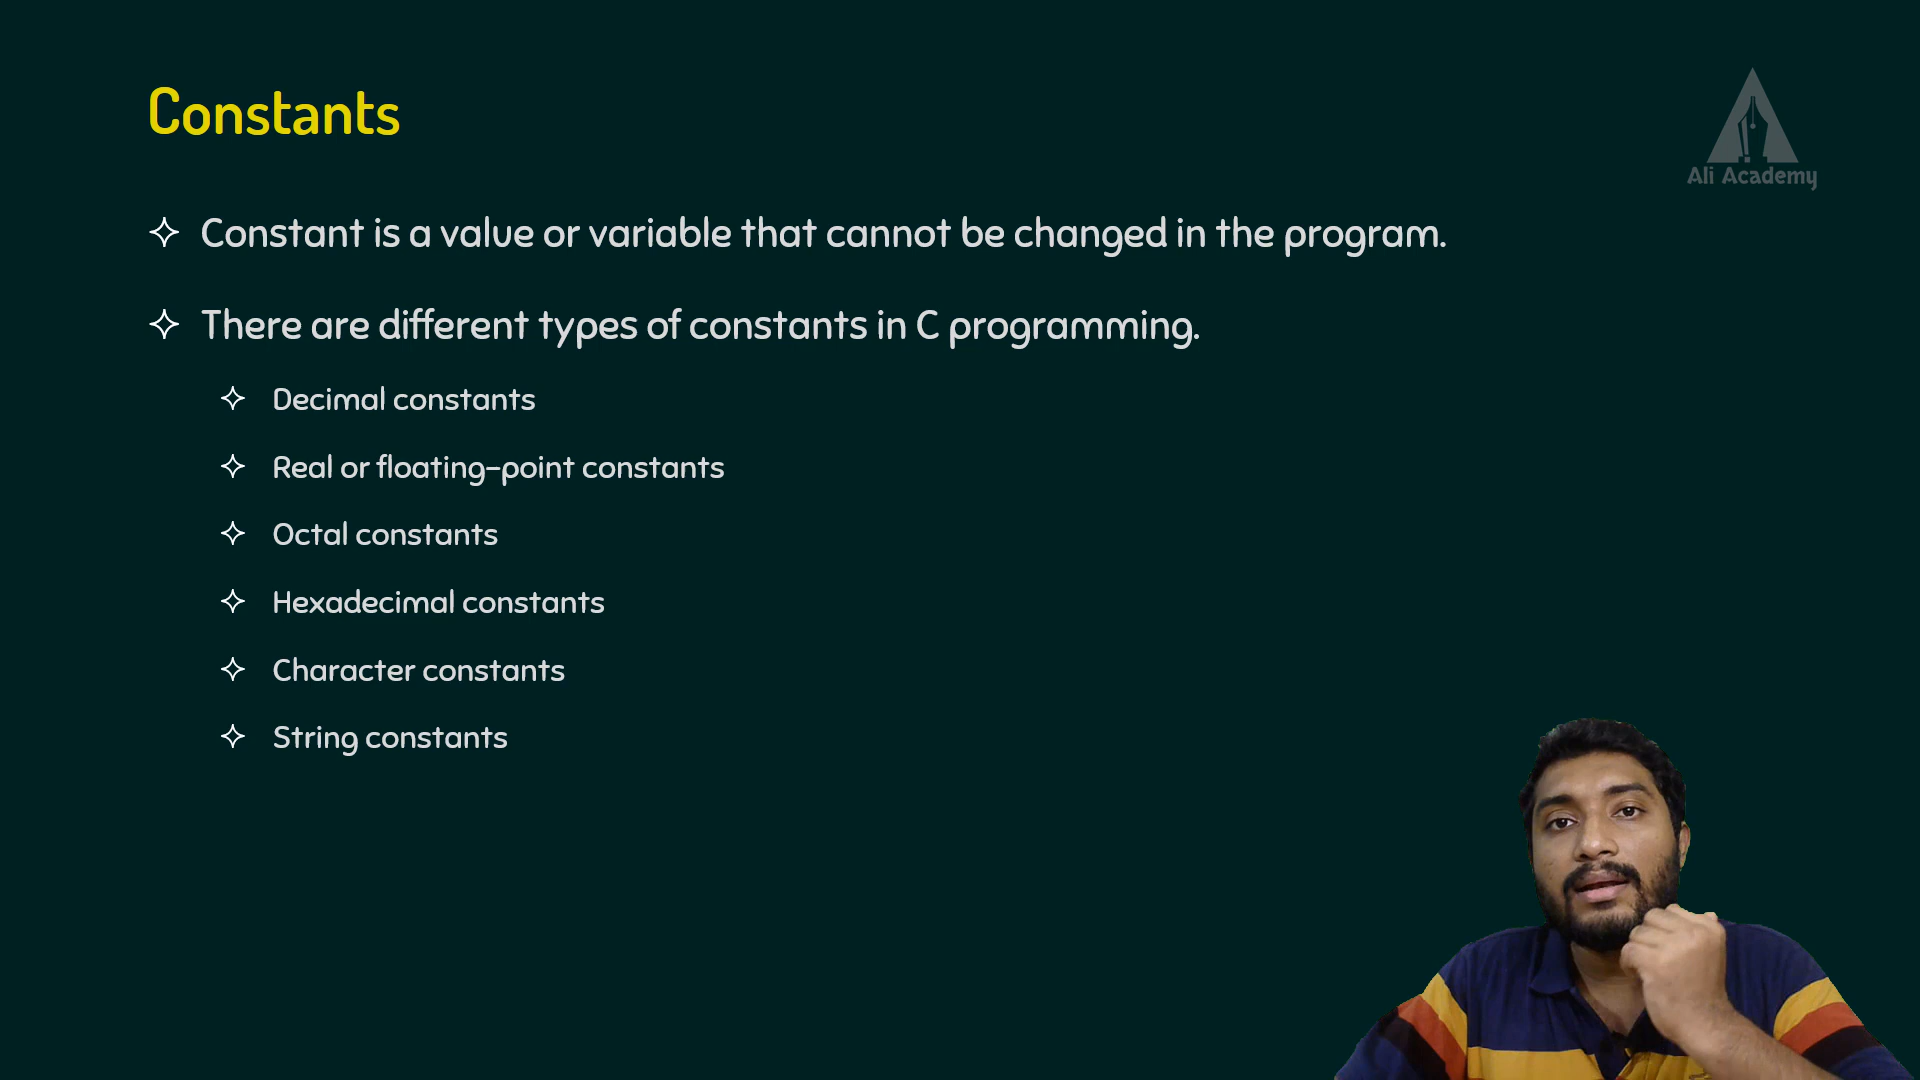 Constants
Ali Academy
Constant is a value or variable that cannot be changed in the program.
There are different types of constants in C programming.
Decimal constants
Real or floating-point constants
Octal constants
Hexadecimal constants
Character constants
String constants